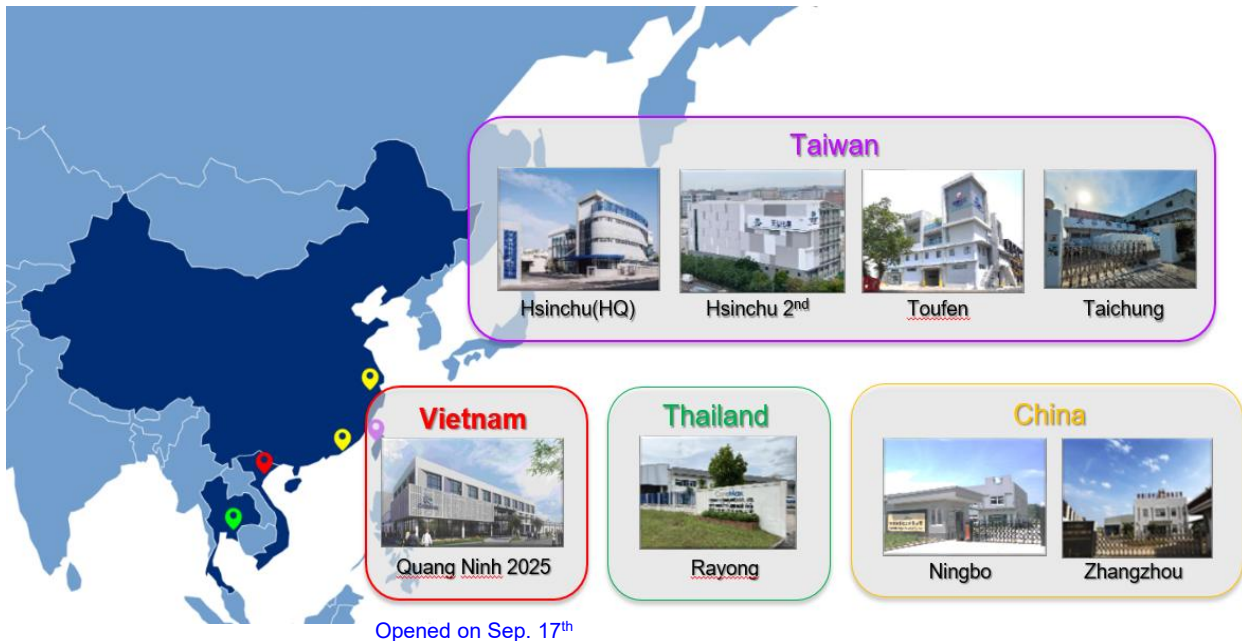 Taiwan
Hsinchu(HQ)
Hsinchu 2nd
Toufen
Taichung
Vietnam
Quang Ninh 2025
Thailand
Rayong
China
Ningbo
Zhangzhou
Opened on Sep. 17th